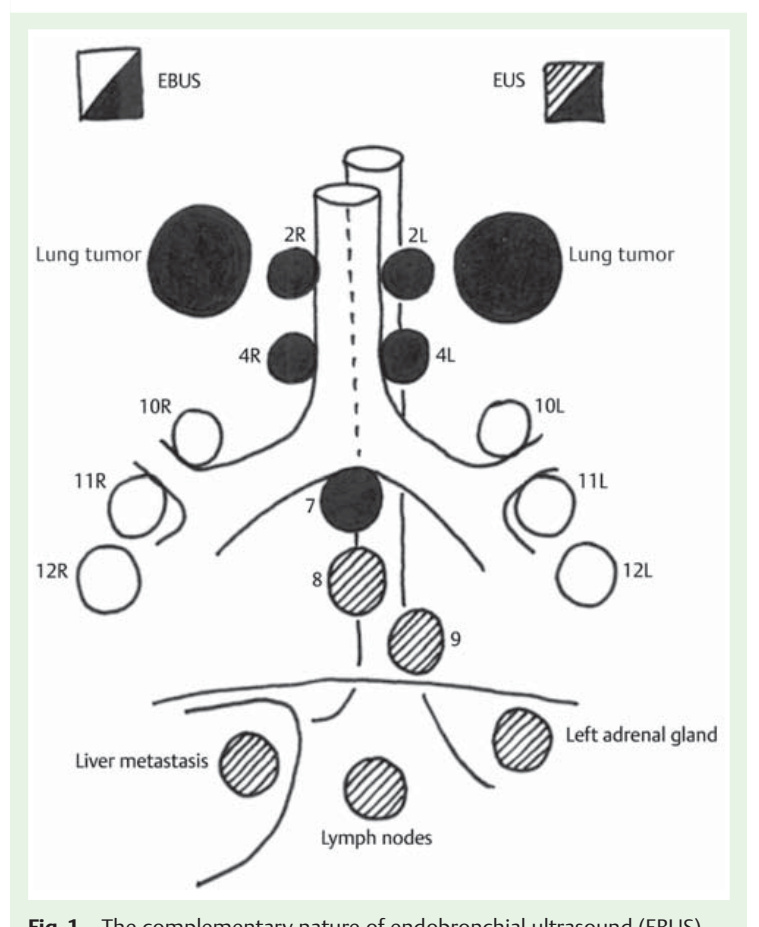 EBUS
EUS
2R
2L
Lung tumor
Lung tumor
4R
4L
10R
10L
11R
11L
7
12R
8
12L
9
Left adrenal gland
Liver metastasis
Lymph nodes
Fig. 1 The complementary nature of endobronchial ultrasound (EBUS)